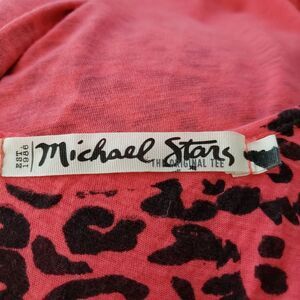 EST.
1986
Michael Stars
THE ORIGINAL TEE